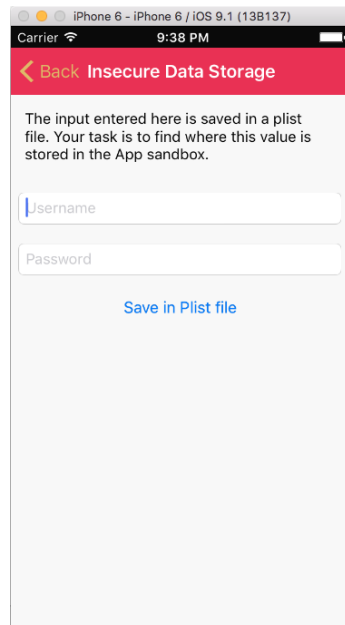 iPhone 6 - iPhone 6 / iOS 9.1 (13B137)
Carrier 9:38 PM
Back Insecure Data Storage
The input entered here is saved in a plist
file. Your task is to find where this value is
stored in the App sandbox.
Username
Password
Save in Plist file